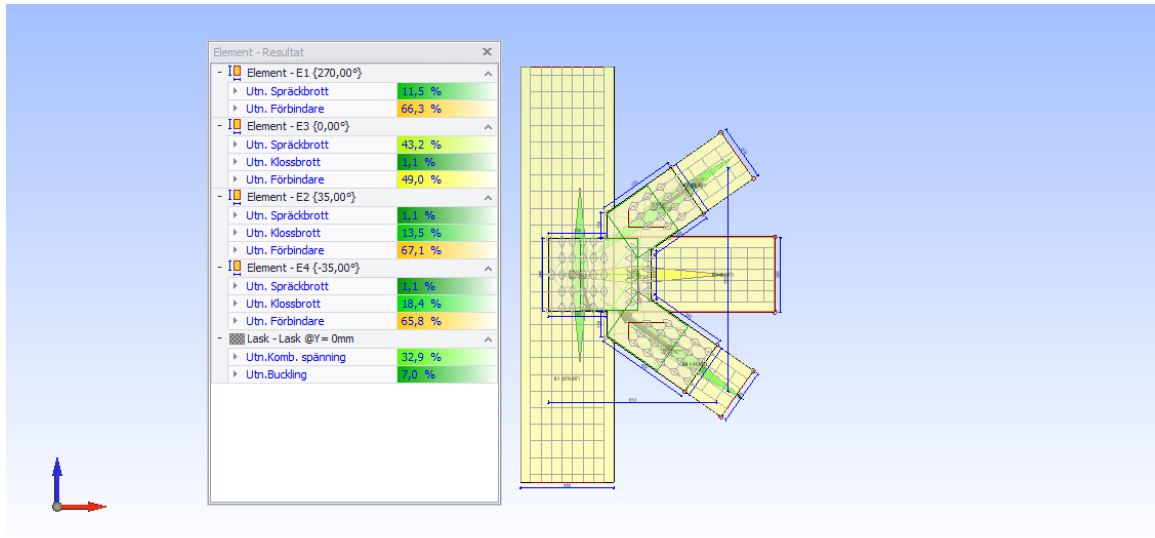 Element - Resultat
Element - E1 {270,00°}
Utn. Spräckbrott 11,5 %
Utn. Förbindare 66,3 %
Element - E3 {0,00°}
Utn. Spräckbrott 43,2 %
Utn. Klossbrott 1,1 %
Utn. Förbindare 49,0 %
Element - E2 {35,00°}
Utn. Spräckbrott 1,1 %
Utn. Klossbrott 13,5 %
Utn. Förbindare 67,1 %
Element - E4 {-35,00°}
Utn. Spräckbrott 1,1 %
Utn. Klossbrott 18,4 %
Utn. Förbindare 65,8 %
Lask - Lask @Y= 0mm
Utn.Komb. spänning 32,9 %
Utn.Buckling 7,0 %